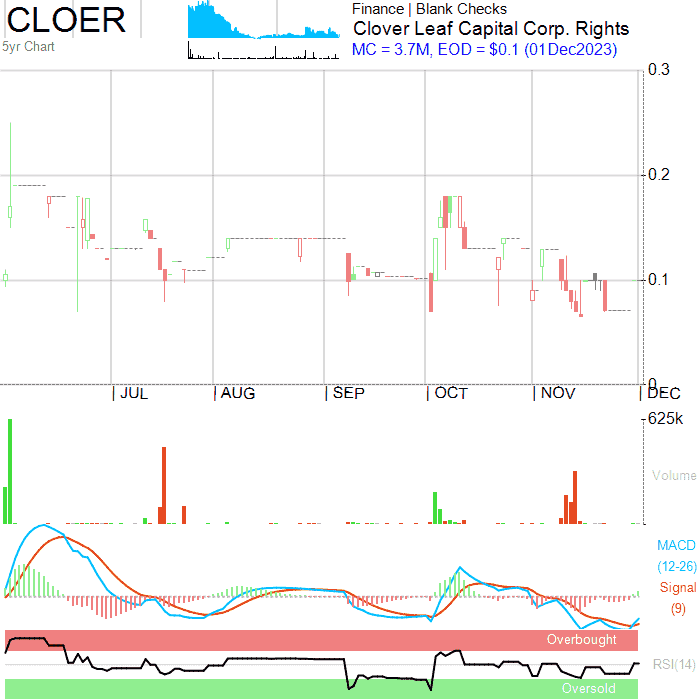 CLOER
5yr Chart
Finance | Blank Checks
Clover Leaf Capital Corp. Rights
MC = 3.7M, EOD = $0.1 (01Dec2023)
0.3
0.2
0.1
0
| JUL | AUG | SEP | OCT | NOV | DEC
625k
Volume
MACD
(12-26)
Signal
(9)
Overbought
RSI(14)
Oversold